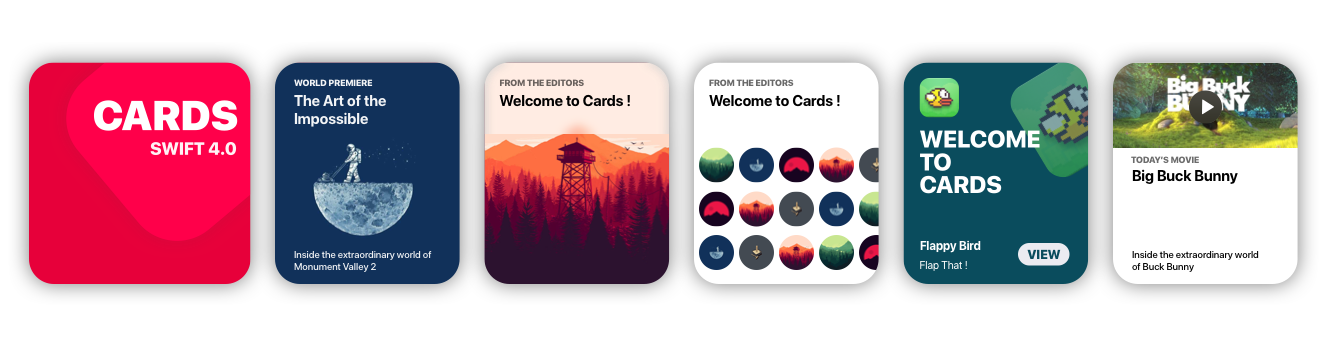 CARDS
SWIFT 4.0
WORLD PREMIERE
The Art of the
Impossible
Inside the extraordinary world of
Monument Valley 2
FROM THE EDITORS
Welcome to Cards !
FROM THE EDITORS
Welcome to Cards !
WELCOME
TO
CARDS
Flappy Bird
Flap That !
VIEW
Big Buck
BUNNY
TODAY'S MOVIE
Big Buck Bunny
Inside the extraordinary world
of Buck Bunny